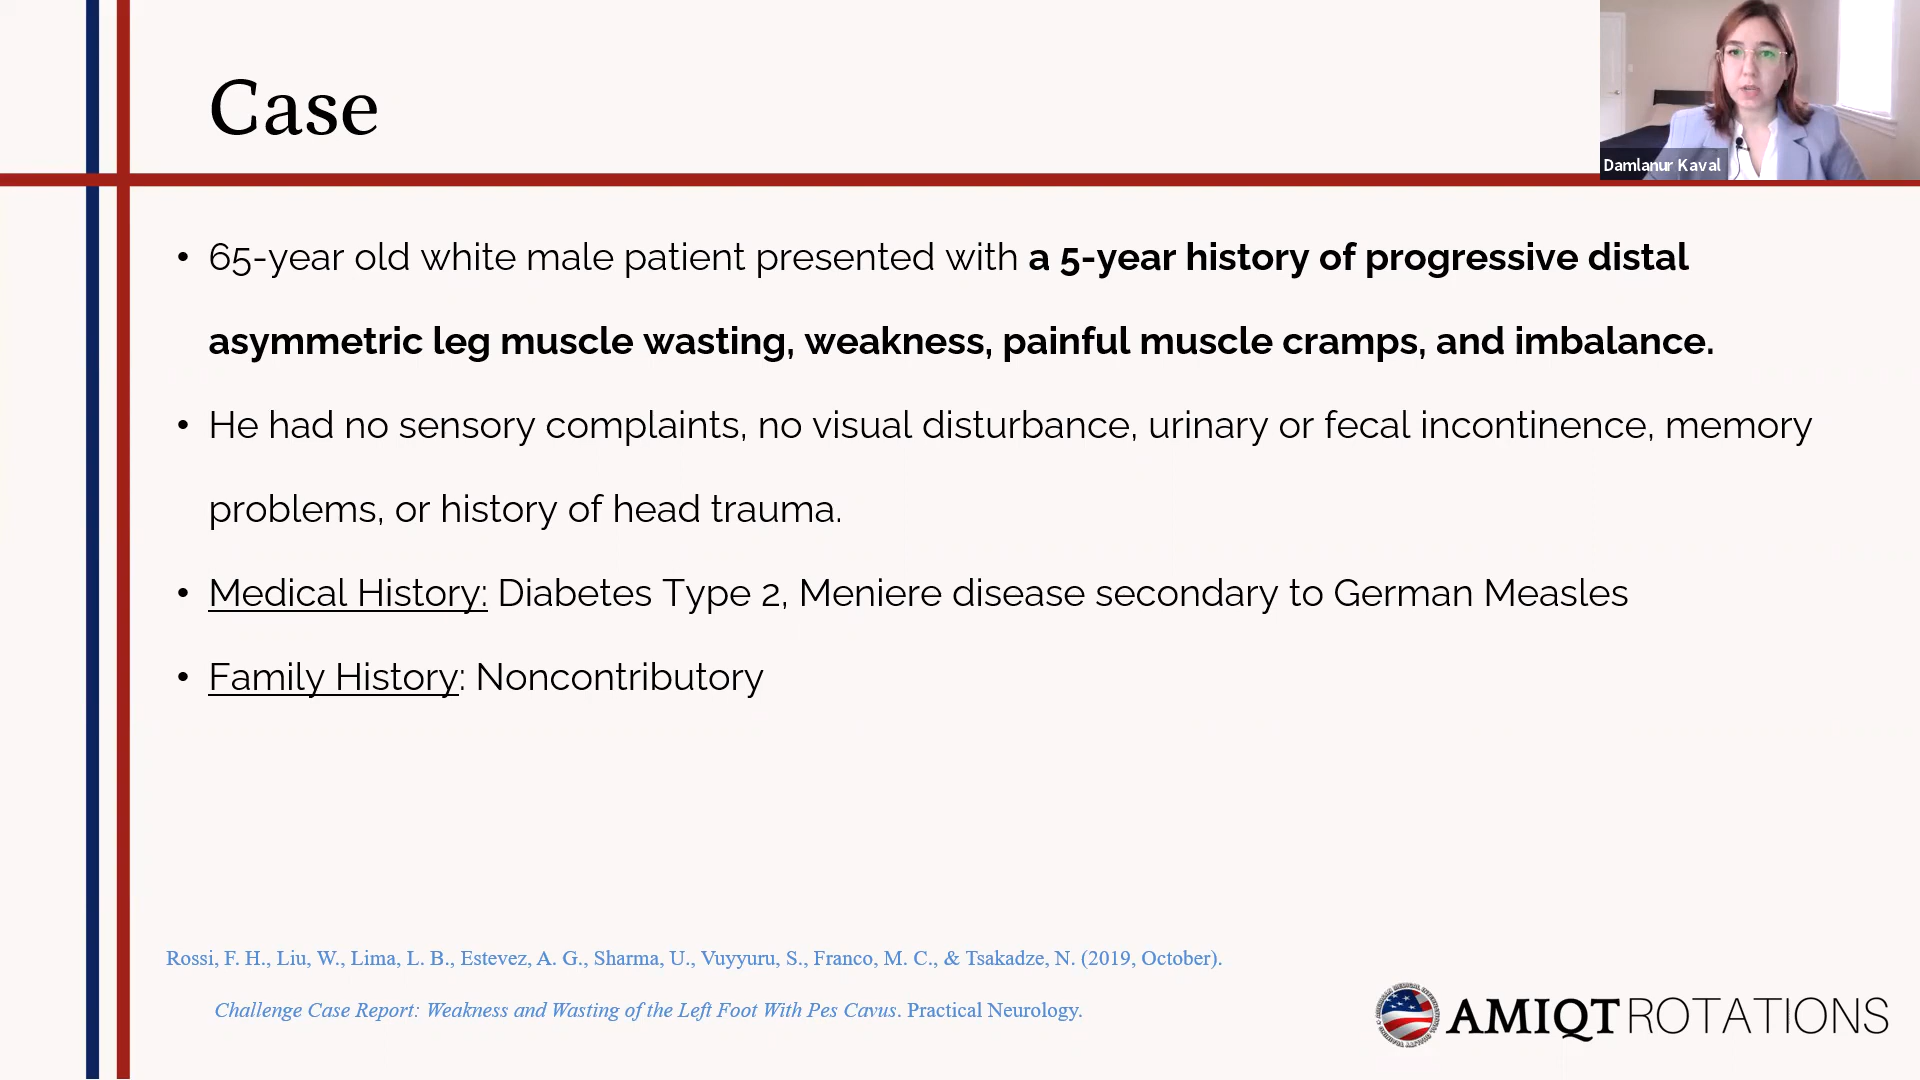 Case
Damlanur Kaval
• 65-year old white male patient presented with a 5-year history of progressive distal
asymmetric leg muscle wasting, weakness, painful muscle cramps, and imbalance.
• He had no sensory complaints, no visual disturbance, urinary or fecal incontinence, memory
problems, or history of head trauma.
• Medical History: Diabetes Type 2, Meniere disease secondary to German Measles
• Family History: Noncontributory
Rossi, F. H., Liu, W., Lima, L. B., Estevez, A. G., Sharma, U., Vuyyuru, S., Franco, M. C., & Tsakadze, N. (2019, October).
Challenge Case Report: Weakness and Wasting of the Left Foot With Pes Cavus. Practical Neurology.
AMIQT ROTATIONS